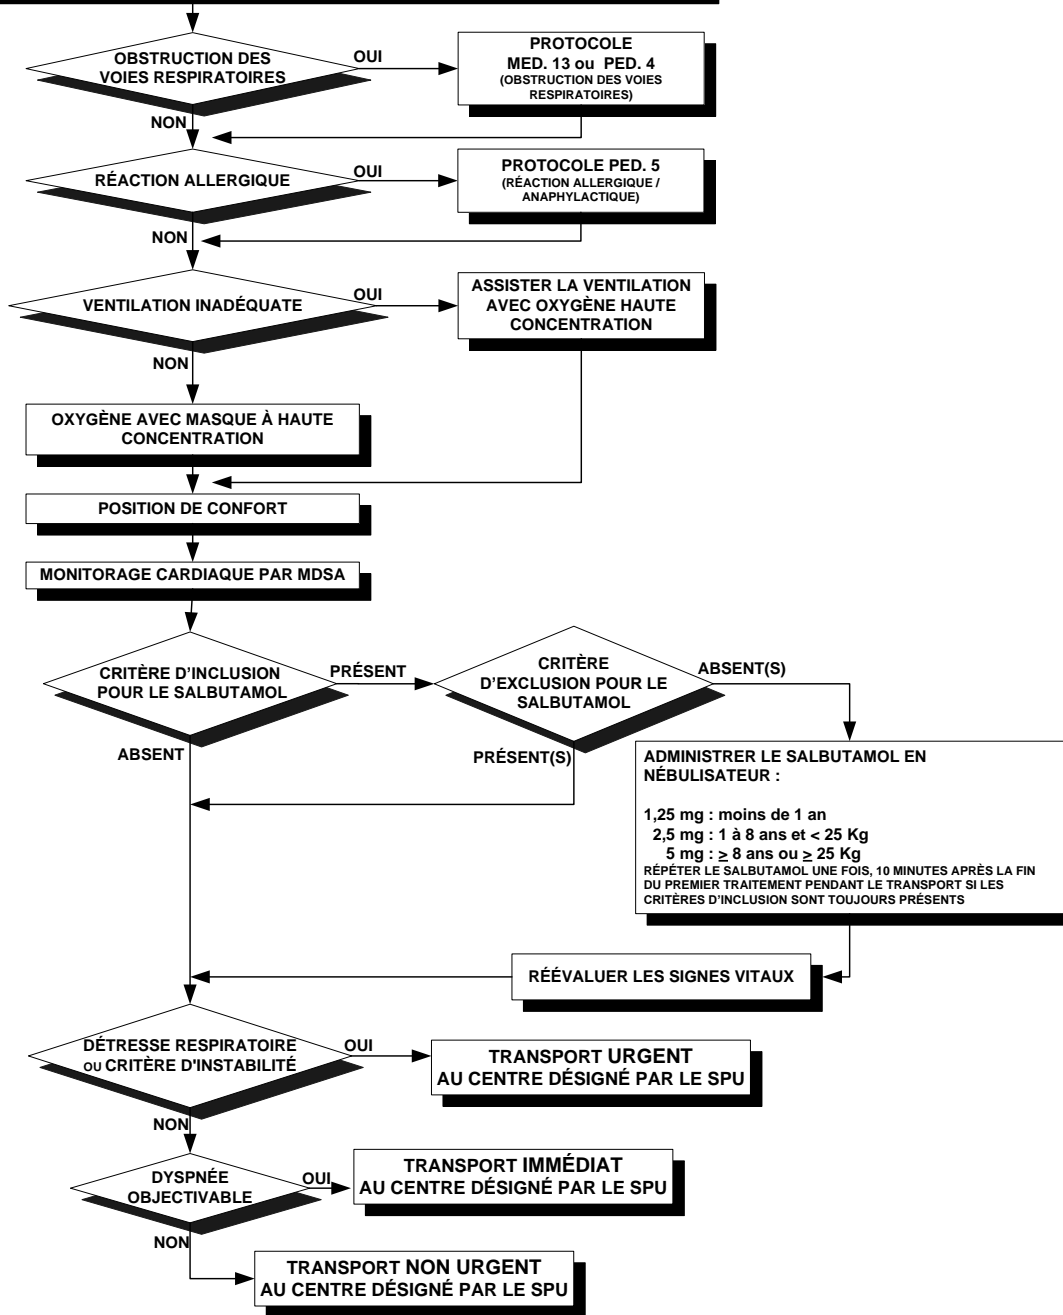 OBSTRUCTION DES
VOIES RESPIRATOIRES
OUI
PROTOCOLE
MED. 13 ou PED. 4
(OBSTRUCTION DES VOIES
RESPIRATOIRES)
NON
RÉACTION ALLERGIQUE
OUI
PROTOCOLE PED. 5
(RÉACTION ALLERGIQUE /
ANAPHYLACTIQUE)
NON
VENTILATION INADÉQUATE
OUI
ASSISTER LA VENTILATION
AVEC OXYGÈNE HAUTE
CONCENTRATION
NON
OXYGÈNE AVEC MASQUE À HAUTE
CONCENTRATION
POSITION DE CONFORT
MONITORAGE CARDIAQUE PAR MDSA
CRITÈRE D’INCLUSION
POUR LE SALBUTAMOL
PRÉSENT
CRITÈRE
D’EXCLUSION POUR LE
SALBUTAMOL
ABSENT(S)
ABSENT
PRÉSENT(S)
ADMINISTRER LE SALBUTAMOL EN
NÉBULISATEUR :
1,25 mg : moins de 1 an
2,5 mg : 1 à 8 ans et < 25 Kg
5 mg : ≥ 8 ans ou ≥ 25 Kg
RÉPÉTER LE SALBUTAMOL UNE FOIS, 10 MINUTES APRÈS LA FIN
DU PREMIER TRAITEMENT PENDANT LE TRANSPORT SI LES
CRITÈRES D’INCLUSION SONT TOUJOURS PRÉSENTS
RÉÉVALUER LES SIGNES VITAUX
DÉTRESSE RESPIRATOIRE
OU CRITÈRE D'INSTABILITÉ
OUI
TRANSPORT URGENT
AU CENTRE DÉSIGNÉ PAR LE SPU
NON
DYSPNÉE
OBJECTIVABLE
OUI
TRANSPORT IMMÉDIAT
AU CENTRE DÉSIGNÉ PAR LE SPU
NON
TRANSPORT NON URGENT
AU CENTRE DÉSIGNÉ PAR LE SPU